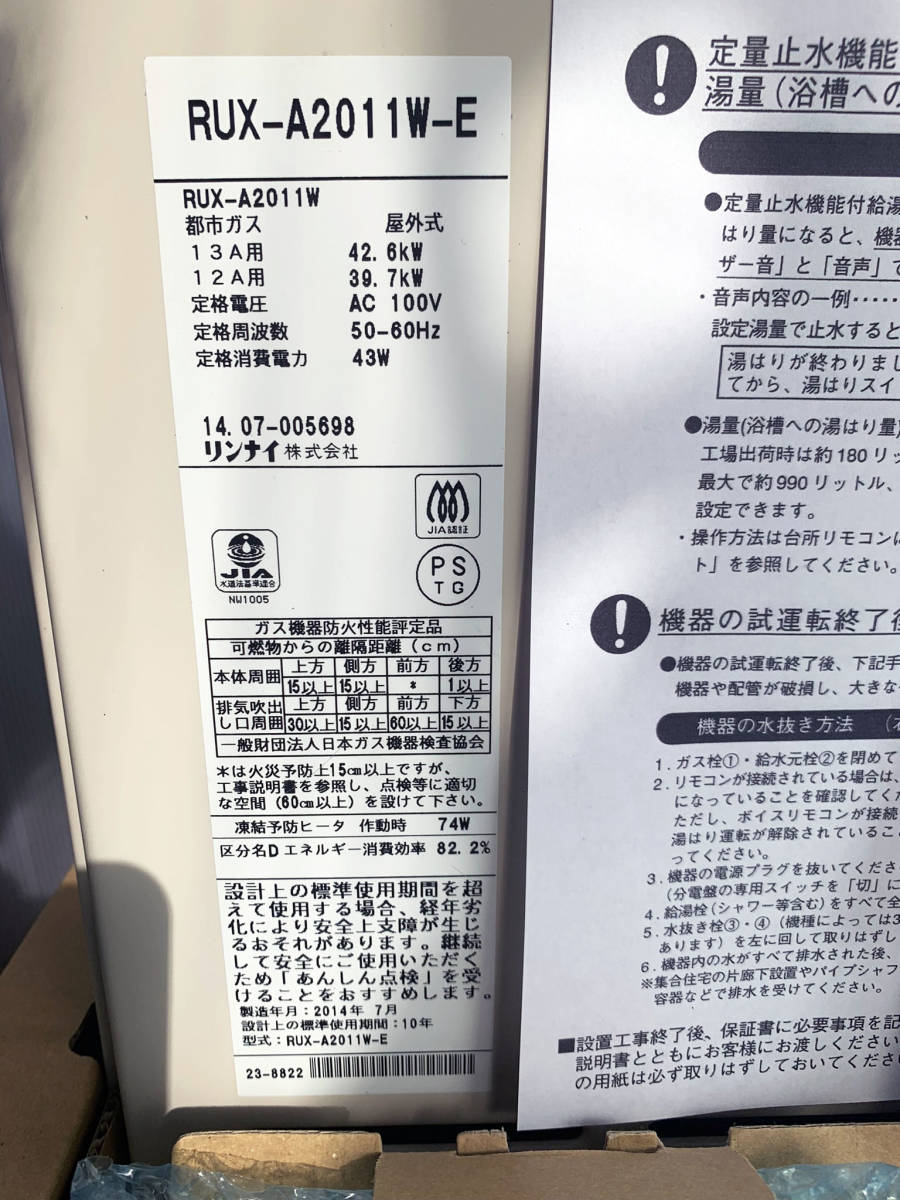 RUX-A2011W-E
RUX-A2011W
都市ガス 屋外式
13A用 42.6kW
12A用 39.7kW
定格電圧 AC 100V
定格周波数 50-60Hz
定格消費電力 43W
14.07-005698
リンナイ株式会社
JIA認証
JIA
水道法基準適合
NW1005
PS
TG
ガス機器防火性能評定品
可燃物からの離隔距離(cm)
本体周囲 上方 側方 前方 後方
15以上 15以上 * 1以上
排気吹出し口周囲 上方 側方 前方 下方
30以上 15以上 60以上 15以上
一般財団法人日本ガス機器検査協会
*は火災予防上15cm以上ですが、
工事説明書を参照し、点検等に適切
な空間(60cm以上)を設けて下さい。
凍結予防ヒータ 作動時 74W
区分名D エネルギー消費効率 82.2%
設計上の標準使用期間を超
えて使用する場合、経年劣
化により安全上支障が生じ
るおそれがあります。継続
して安全にご使用いただく
ため「あんしん点検」を受
けることをおすすめします。
製造年月:2014年 7月
設計上の標準使用期間:10年
型式:RUX-A2011W-E
23-8822
定量止水機能
湯量(浴槽への
●定量止水機能付給湯
はり量になると、機器
ザー音」と「音声」で
・音声内容の一例・・・・・
設定湯量で止水すると
湯はりが終わりまし
てから、湯はりスイ
●湯量(浴槽への湯はり量)
工場出荷時は約180リッ
最大で約990リットル、
設定できます。
・操作方法は台所リモコンに
ト」を参照してください。
機器の試運転終了後
●機器の試運転終了後、下記手
機器や配管が破損し、大きな
機器の水抜き方法
1.ガス栓①・給水元栓②を閉めて
2.リモコンが接続されている場合は、
になっていることを確認してくだ
ただし、ボイスリモコンが接続
湯はり運転が解除されているこ
ってください。
3.機器の電源プラグを抜いてくださ
(分電盤の専用スイッチを「切」に
4.給湯栓(シャワー等含む)をすべて全
5.水抜き栓③・④(機種によっては3
あります)を左に回して取りはずし
6.機器内の水がすべて排水された後、
※集合住宅の片廊下設置やパイプシャフ
容器などで排水を受けてください。
■設置工事終了後、保証書に必要事項を記
説明書とともにお客様にお渡しください
の用紙は必ず取りはずしておいてくださ